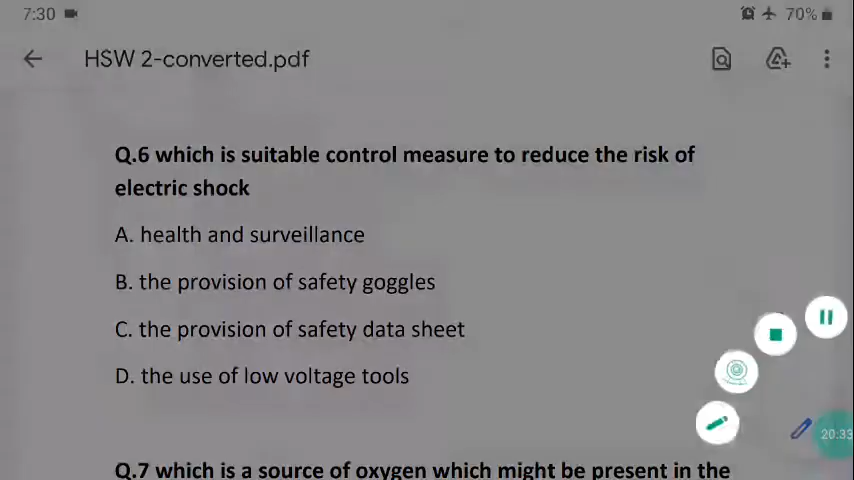 7:30 70%
HSW 2-converted.pdf
Q.6 which is suitable control measure to reduce the risk of
electric shock
A. health and surveillance
B. the provision of safety goggles
C. the provision of safety data sheet
D. the use of low voltage tools
20:33
Q.7 which is a source of oxygen which might be present in the